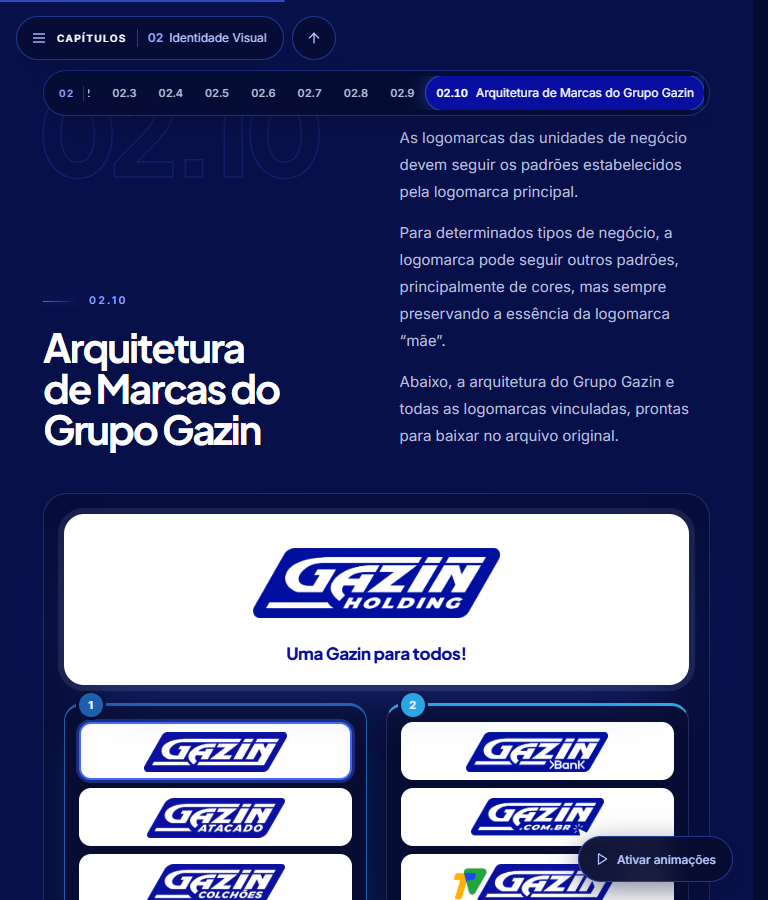 CAPÍTULOS 02 Identidade Visual
02 02.3 02.4 02.5 02.6 02.7 02.8 02.9 02.10 Arquitetura de Marcas do Grupo Gazin
02.10
As logomarcas das unidades de negócio
devem seguir os padrões estabelecidos
pela logomarca principal.
Para determinados tipos de negócio, a
logomarca pode seguir outros padrões,
principalmente de cores, mas sempre
preservando a essência da logomarca
“mãe”.
Abaixo, a arquitetura do Grupo Gazin e
todas as logomarcas vinculadas, prontas
para baixar no arquivo original.
02.10
Arquitetura
de Marcas do
Grupo Gazin
GAZIN
HOLDING
Uma Gazin para todos!
1
GAZIN
GAZIN
ATACADO
GAZIN
COLCHÕES
2
GAZIN
BanK
GAZIN
.COM.BR
GAZIN
Ativar animações